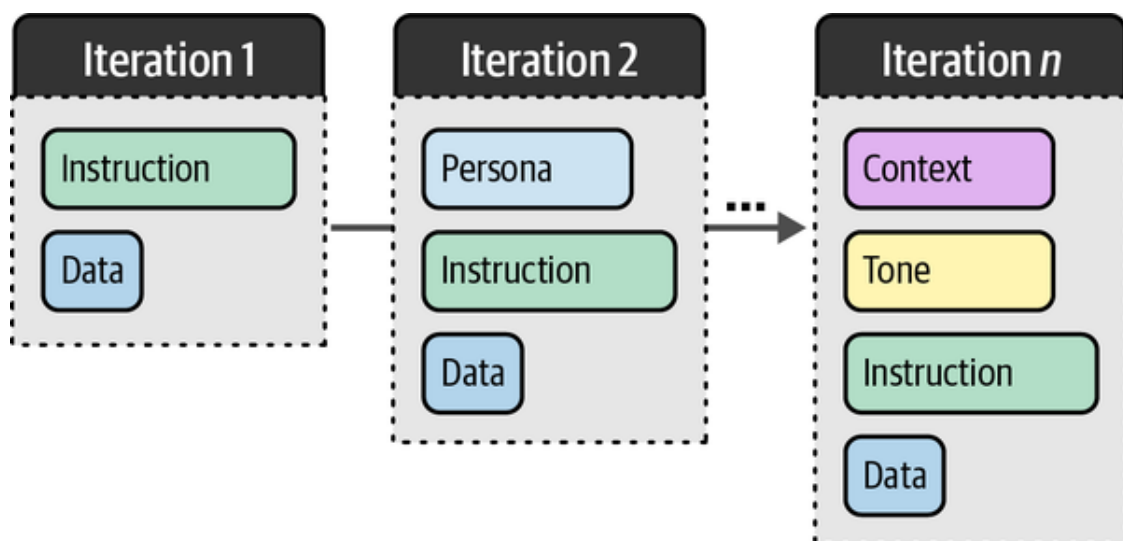 Iteration 1
Instruction
Data
Iteration 2
Persona
Instruction
Data
...
Iteration n
Context
Tone
Instruction
Data